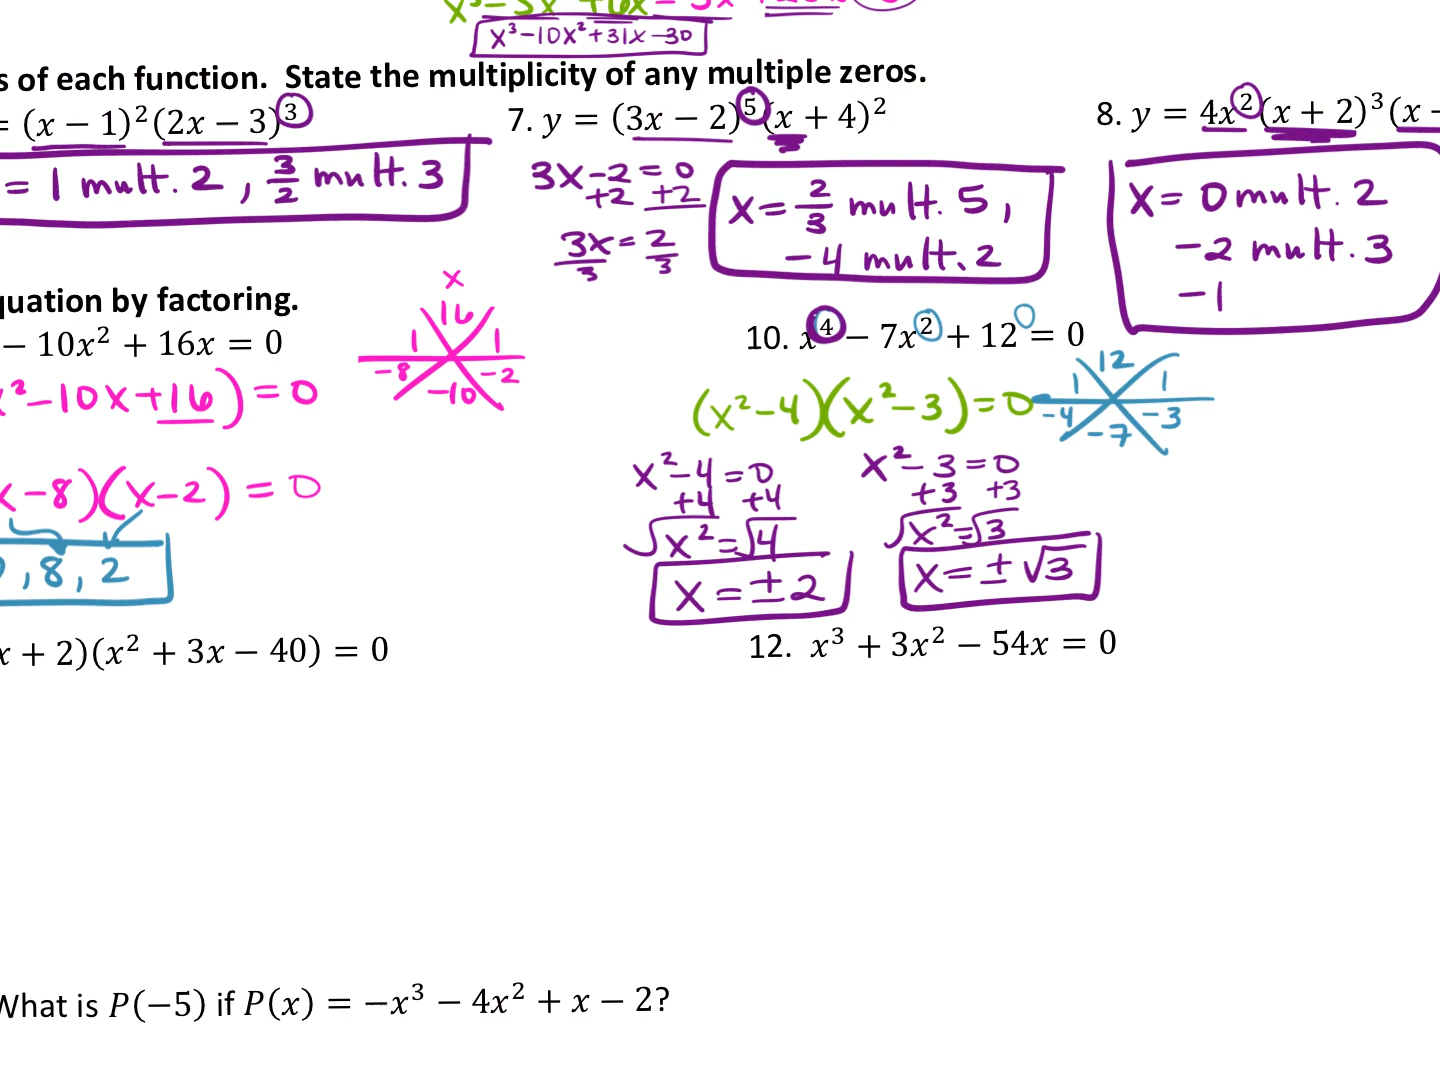 x³-10x²+31x-30
s of each function. State the multiplicity of any multiple zeros.
= (x − 1)²(2x − 3)³
= 1 mult. 2 , 3/2 mult. 3
7. y = (3x − 2)⁵(x + 4)²
3x-2=0
+2 +2
3x=2
3 3
x= 2/3 mult. 5,
-4 mult. 2
8. y = 4x²(x + 2)³(x −
x= 0 mult. 2
-2 mult. 3
-1
quation by factoring.
− 10x² + 16x = 0
x
16
1 1
-8 -2
-10
x²-10x+16)=0
x-8)(x-2)=0
,8,2
10. x⁴ − 7x² + 12 = 0
0
(x²-4)(x²-3)=0
12
1 1
-4 -3
-7
x²-4=0
+4 +4
√x²=√4
x=±2
x²-3=0
+3 +3
√x²=√3
x=±√3
x + 2)(x² + 3x − 40) = 0
12. x³ + 3x² − 54x = 0
What is P(−5) if P(x) = −x³ − 4x² + x − 2?